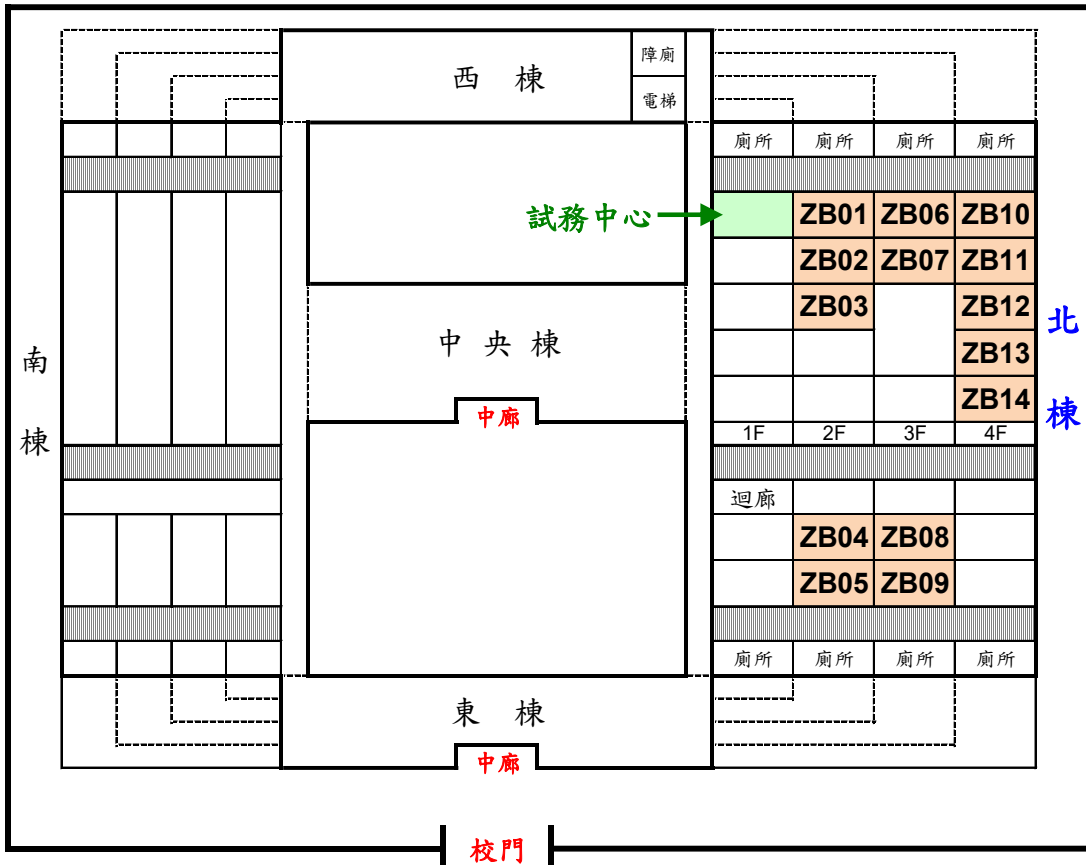 西 棟
障廁
電梯
廁所 廁所 廁所 廁所
試務中心
ZB01 ZB06 ZB10
ZB02 ZB07 ZB11
ZB03 ZB12
ZB13
ZB14
北棟
南棟
中央棟
中廊
1F 2F 3F 4F
迴廊
ZB04 ZB08
ZB05 ZB09
廁所 廁所 廁所 廁所
東 棟
中廊
校門